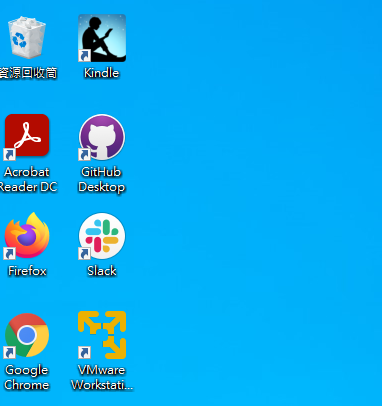 資源回收筒
Kindle
Acrobat
Reader DC
GitHub
Desktop
Firefox
Slack
Google
Chrome
VMware
Workstati...